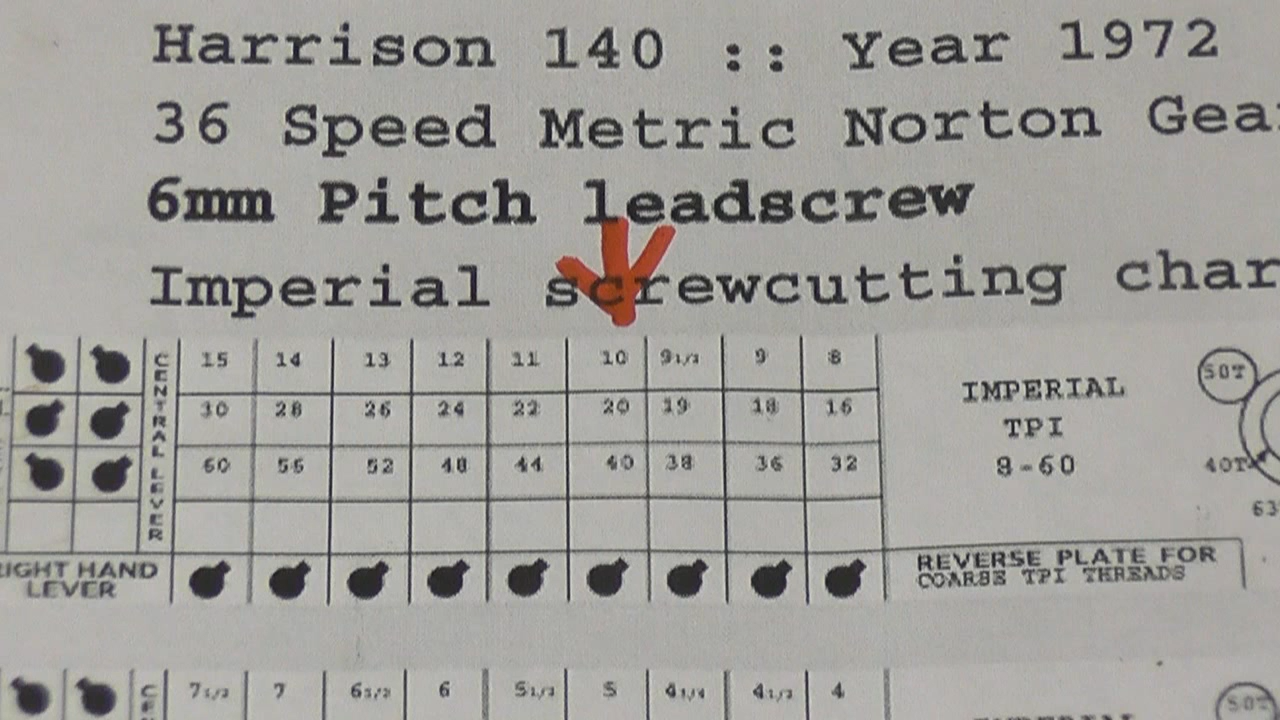 Harrison 140 :: Year 1972
36 Speed Metric Norton Gea
6mm Pitch leadscrew
Imperial screwcutting char
CENTRAL LEVER
15 14 13 12 11 10 9 1/2 9 8
30 28 26 24 22 20 19 18 16
60 56 52 48 44 40 38 36 32
IMPERIAL
TPI
8-60
50T
40T
63
IGHT HAND
LEVER
REVERSE PLATE FOR
COARSE TPI THREADS
7 1/2 7 6 1/2 6 5 1/2 5 4 3/4 4 1/2 4
50T